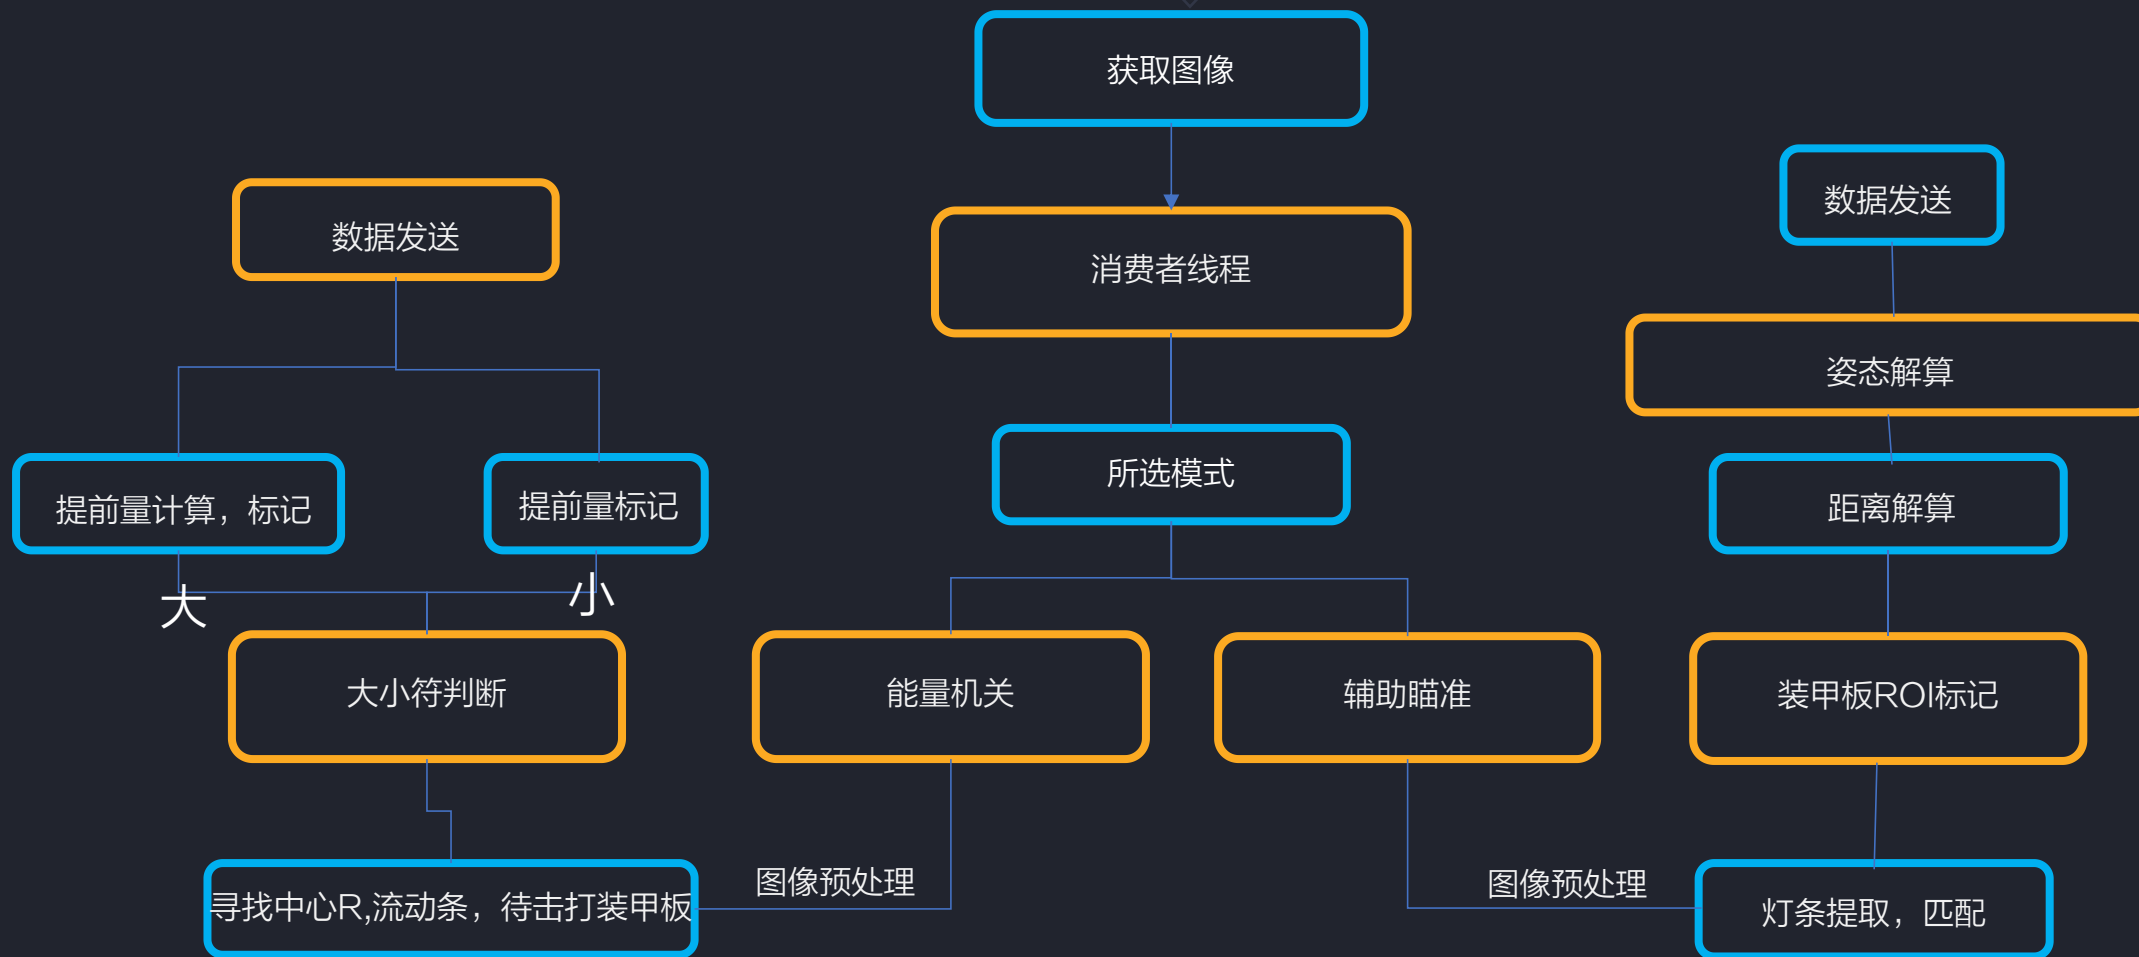 获取图像
数据发送
数据发送
消费者线程
姿态解算
所选模式
提前量计算，标记
提前量标记
距离解算
大
小
大小符判断
能量机关
辅助瞄准
装甲板ROI标记
图像预处理
图像预处理
寻找中心R,流动条，待击打装甲板
灯条提取，匹配